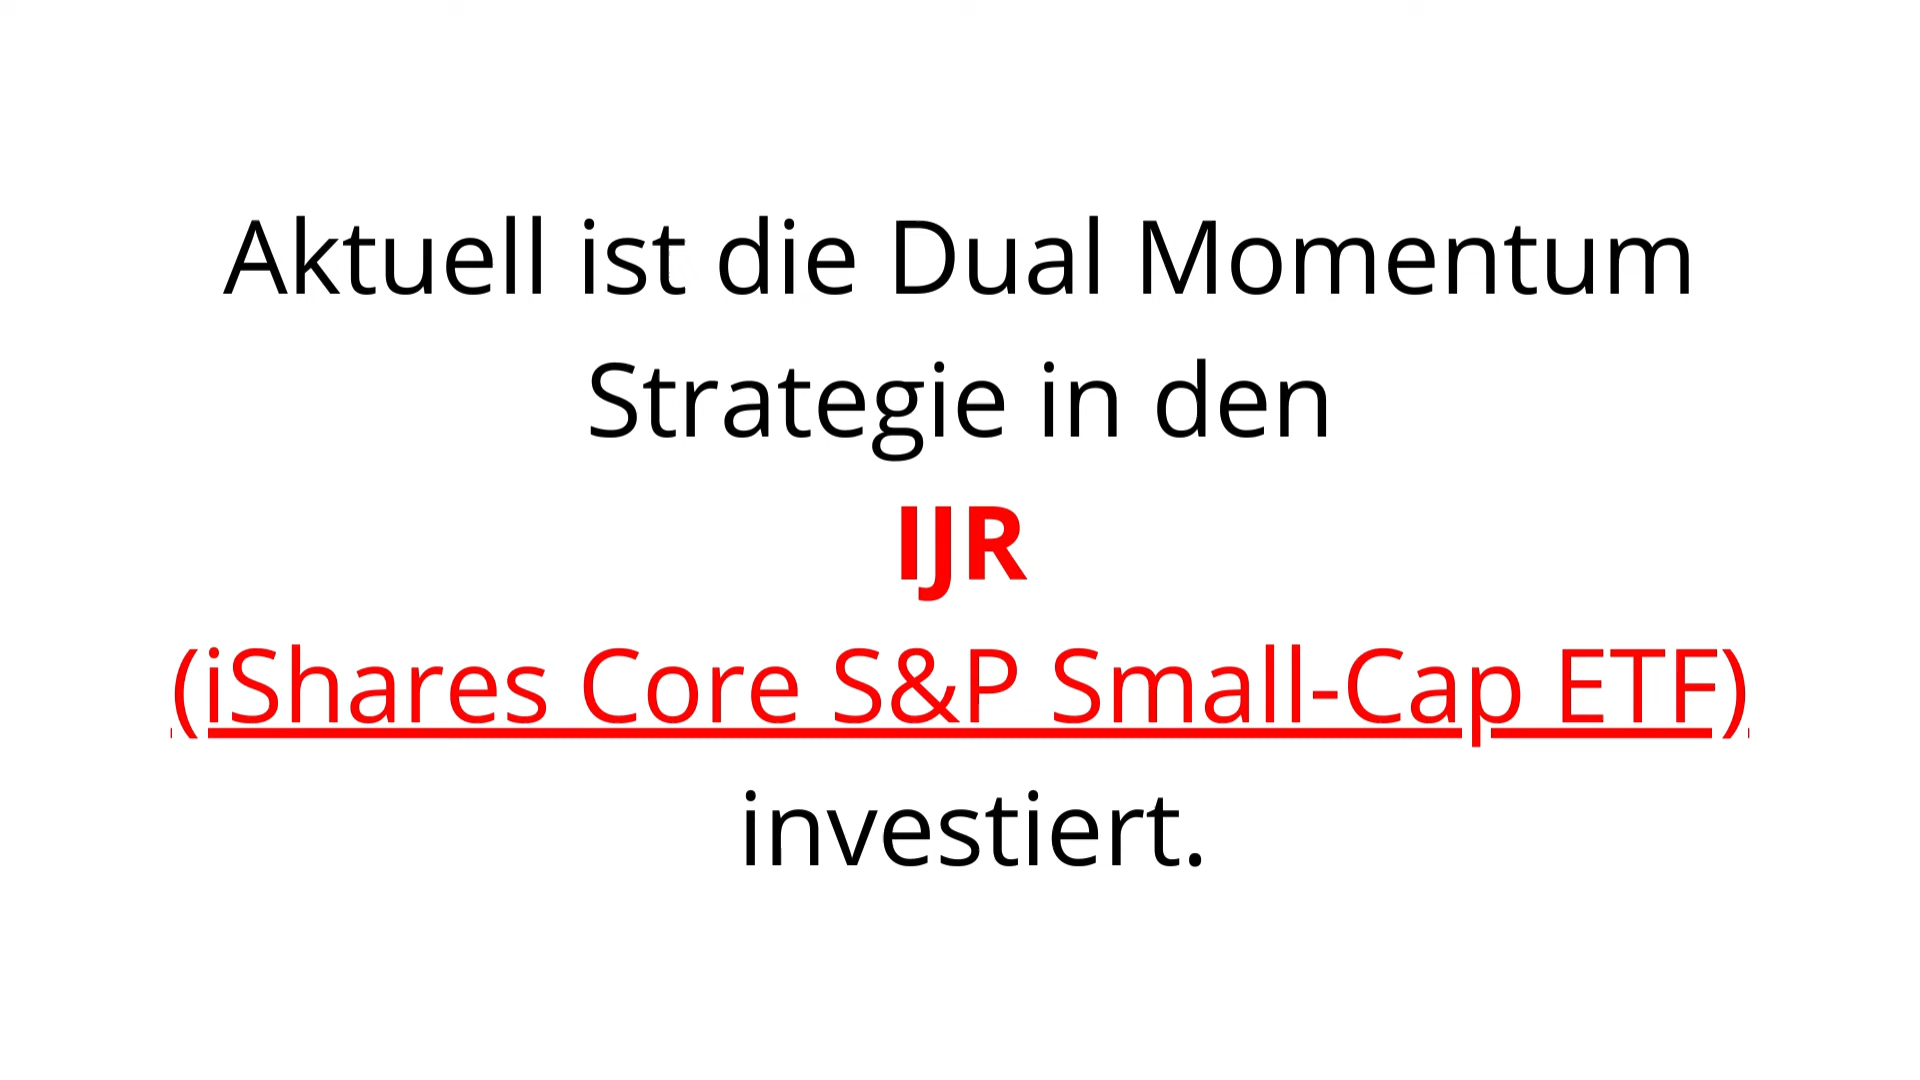 Aktuell ist die Dual Momentum
Strategie in den
IJR
(iShares Core S&P Small-Cap ETF)
investiert.